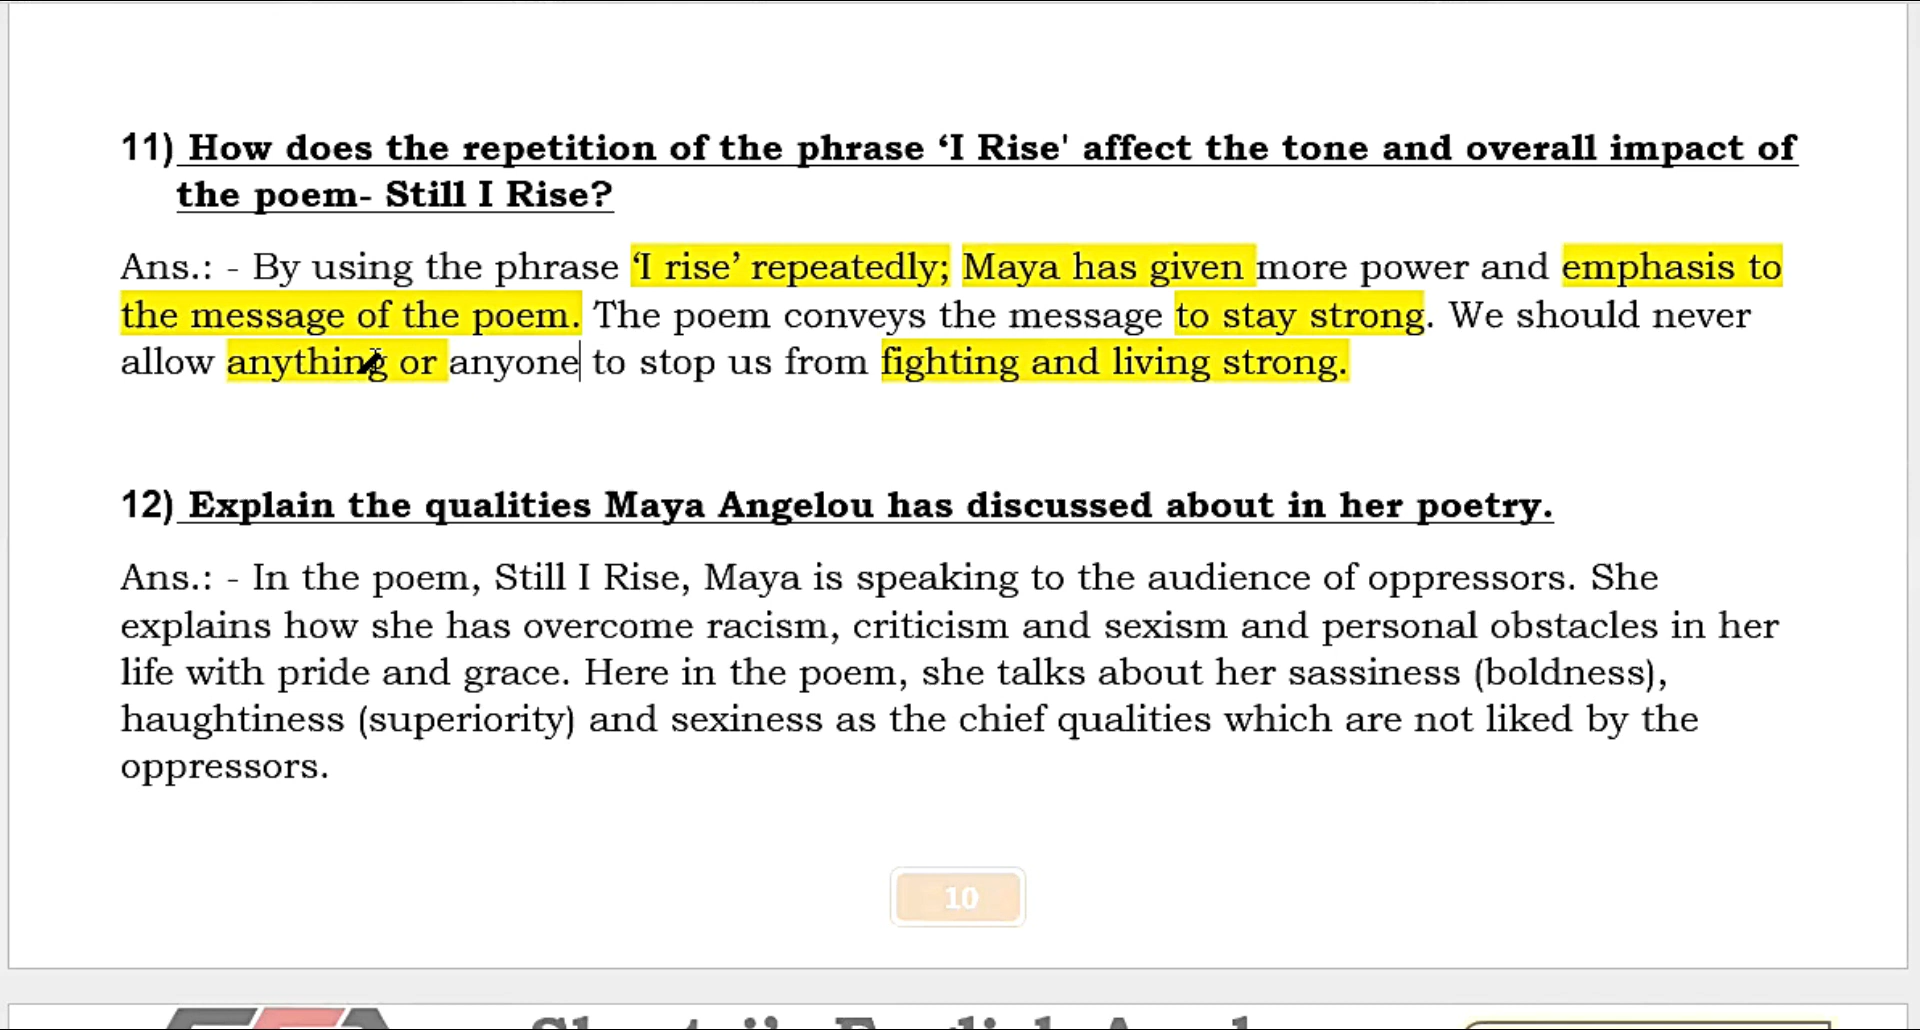 11) How does the repetition of the phrase ‘I Rise' affect the tone and overall impact of
the poem- Still I Rise?
Ans.: - By using the phrase ‘I rise’ repeatedly; Maya has given more power and emphasis to
the message of the poem. The poem conveys the message to stay strong. We should never
allow anything or anyone to stop us from fighting and living strong.
12) Explain the qualities Maya Angelou has discussed about in her poetry.
Ans.: - In the poem, Still I Rise, Maya is speaking to the audience of oppressors. She
explains how she has overcome racism, criticism and sexism and personal obstacles in her
life with pride and grace. Here in the poem, she talks about her sassiness (boldness),
haughtiness (superiority) and sexiness as the chief qualities which are not liked by the
oppressors.
10